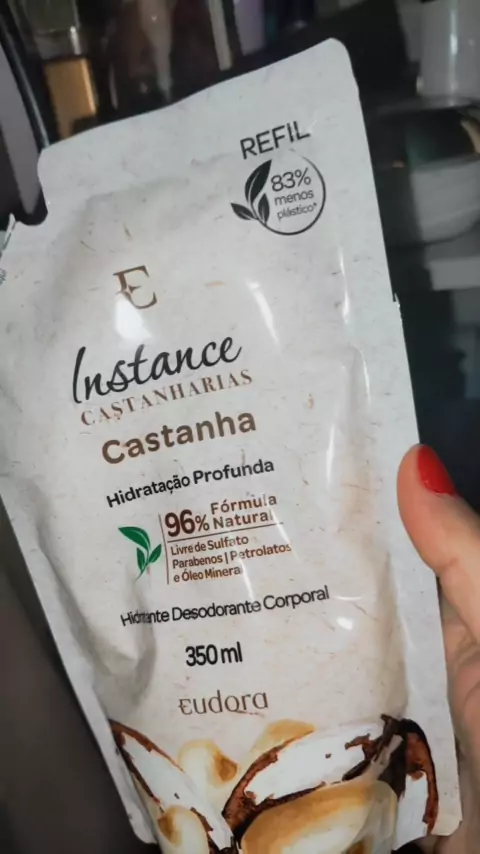 REFIL
83%
menos
plástico*
E
Instance
CASTANHARIAS
Castanha
Hidratação Profunda
96% Fórmula
Natural
Livre de Sulfato
Parabenos | Petrolatos
e Óleo Minera
Hidratante Desodorante Corporal
350 ml
eudora